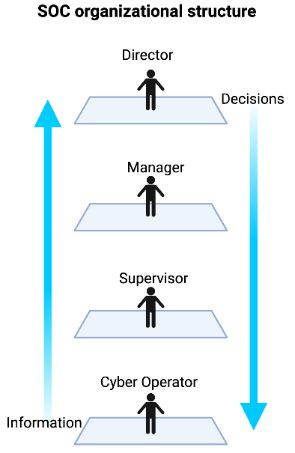 SOC organizational structure
Director
Decisions
Manager
Supervisor
Cyber Operator
Information